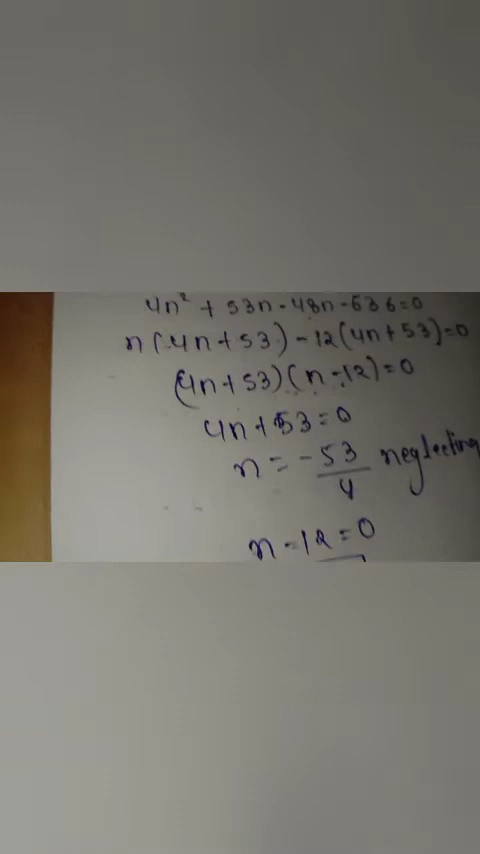 4n² + 53n - 48n - 636 = 0
n(4n + 53) - 12(4n + 53) = 0
(4n + 53)(n - 12) = 0
4n + 53 = 0
n = -53/4 neglecting
n - 12 = 0